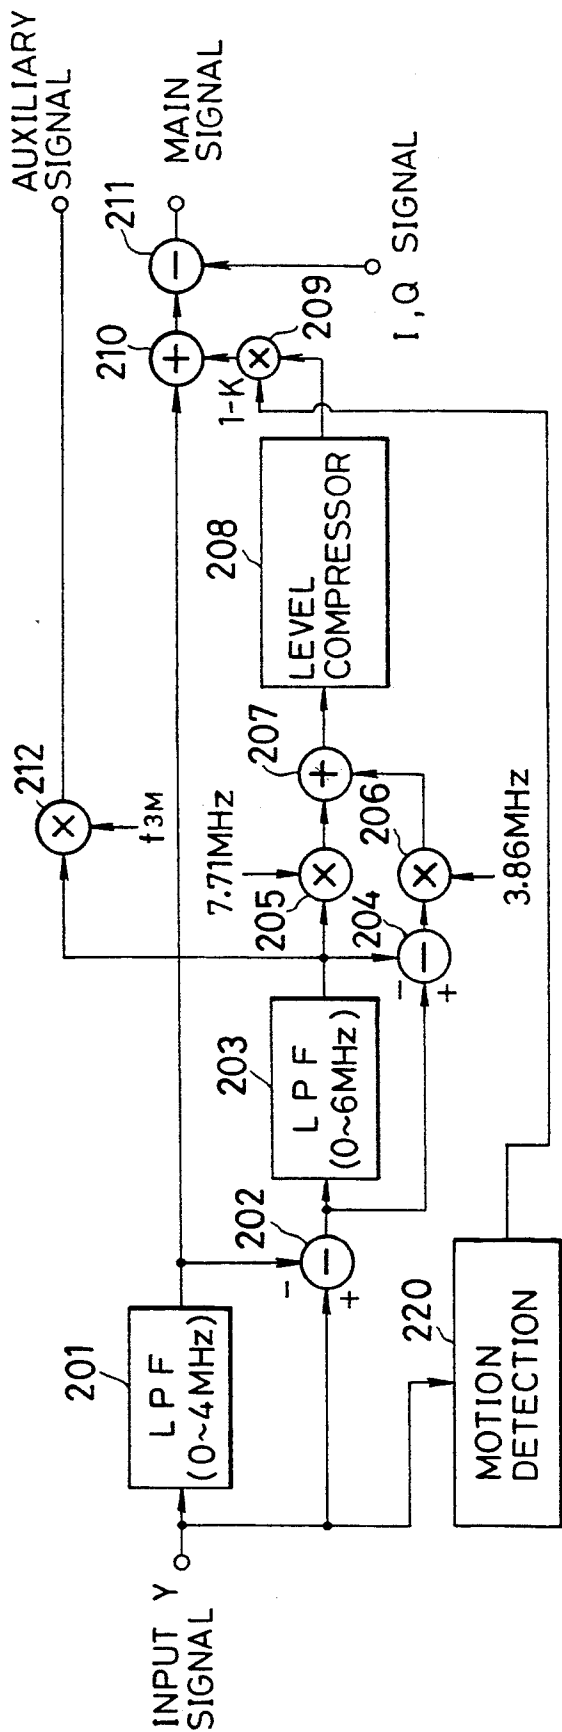 INPUT Y
SIGNAL
201
LPF
(0~4MHz)
202
-
+
-
203
LPF
(0~6MHz)
212
×
f3M
7.71MHz
205
×
204
-
+
-
206
×
3.86MHz
207
+
208
LEVEL
COMPRESSOR
1-K
×
209
210
+
211
-
AUXILIARY
SIGNAL
MAIN
SIGNAL
I,Q SIGNAL
220
MOTION
DETECTION